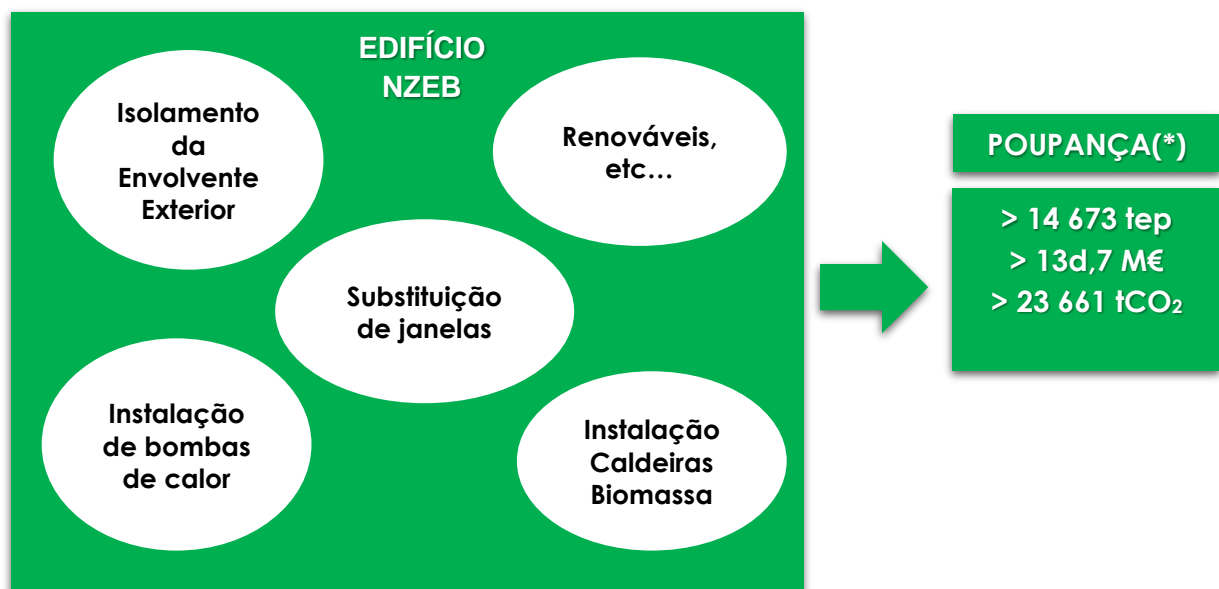 EDIFÍCIO
NZEB
Isolamento
da
Envolvente
Exterior
Renováveis,
etc…
Substituição
de janelas
Instalação
de bombas
de calor
Instalação
Caldeiras
Biomassa
POUPANÇA(*)
> 14 673 tep
> 13d,7 M€
> 23 661 tCO₂